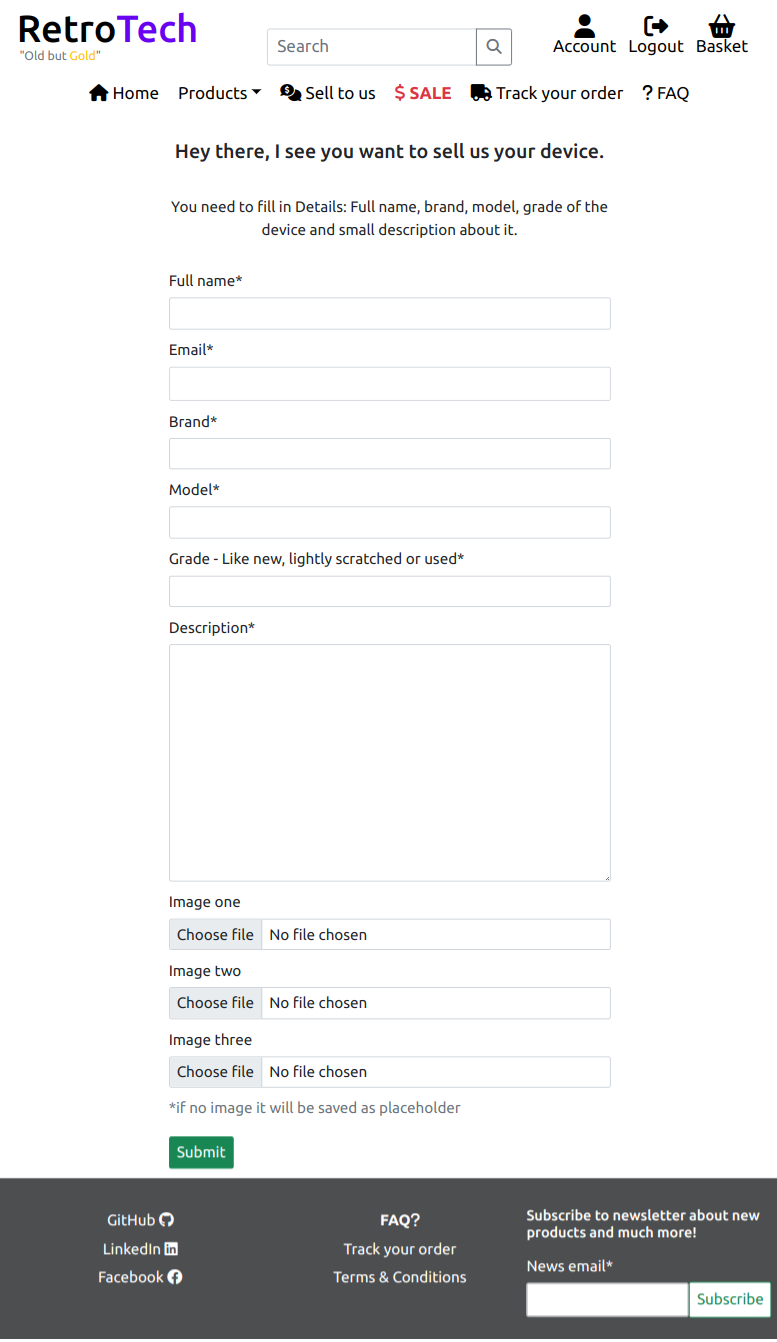 RetroTech
"Old but Gold"
Search
Account Logout Basket
Home Products Sell to us $ SALE Track your order ? FAQ
Hey there, I see you want to sell us your device.
You need to fill in Details: Full name, brand, model, grade of the
device and small description about it.
Full name*
Email*
Brand*
Model*
Grade - Like new, lightly scratched or used*
Description*
Image one
Choose file No file chosen
Image two
Choose file No file chosen
Image three
Choose file No file chosen
*if no image it will be saved as placeholder
Submit
GitHub
LinkedIn
Facebook
FAQ?
Track your order
Terms & Conditions
Subscribe to newsletter about new
products and much more!
News email*
Subscribe